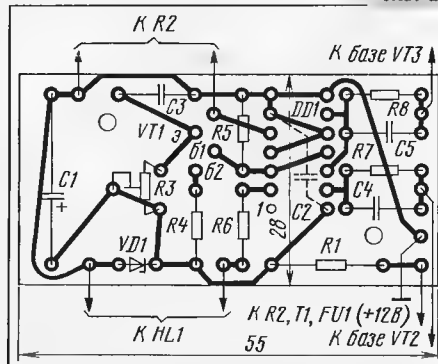 К R2
К базе VT3
C3
DD1
R8
VT1
э
R5
б1
б2
R7
C5
C1
+
R3
C4
R4
R6
1
C2
28
VD1
R1
К HL1
К R2, T1, FU1 (+12В)
К базе VT2
55